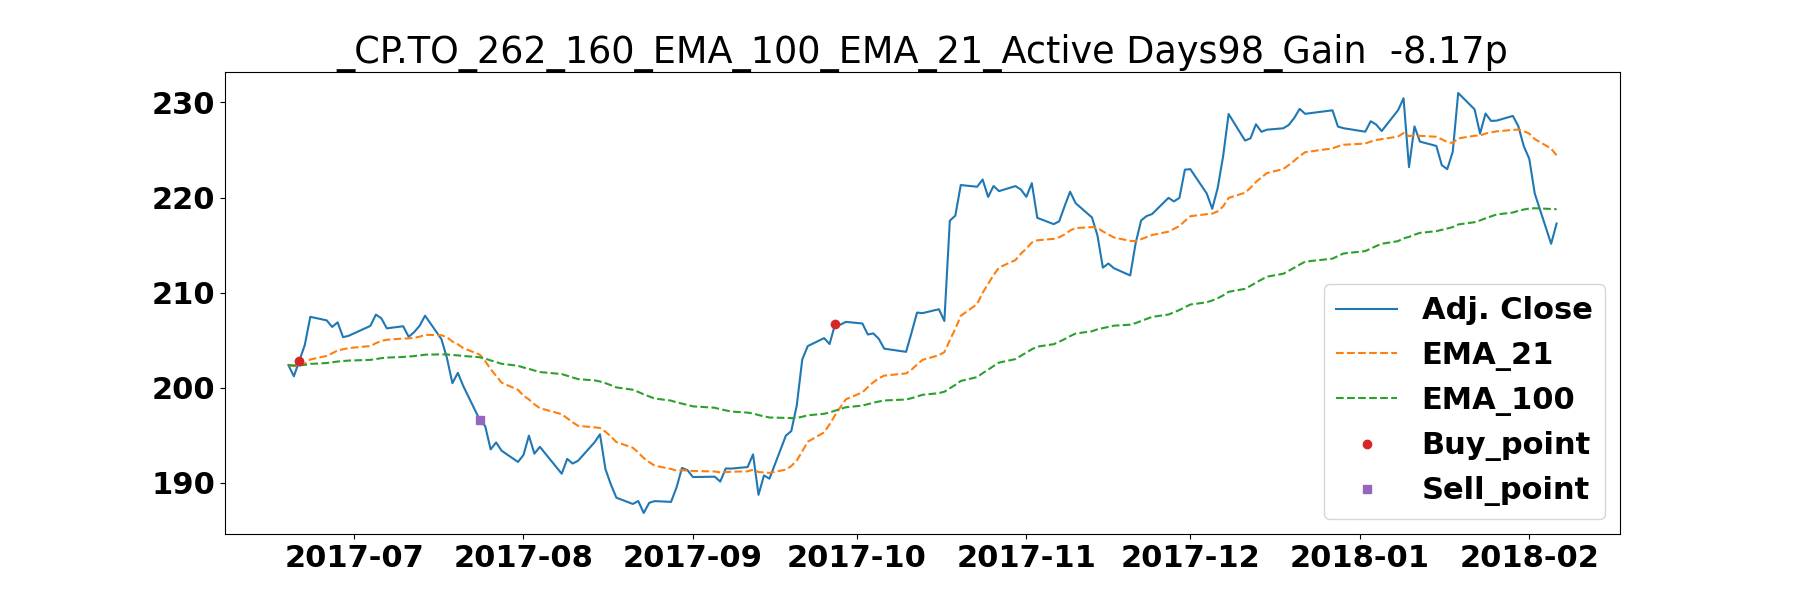 _CP.TO_262_160_EMA_100_EMA_21_Active Days98_Gain  -8.17p
230
220
210
200
190
Adj. Close
EMA_21
EMA_100
Buy_point
Sell_point
2017-07 2017-08 2017-09 2017-10 2017-11 2017-12 2018-01 2018-02